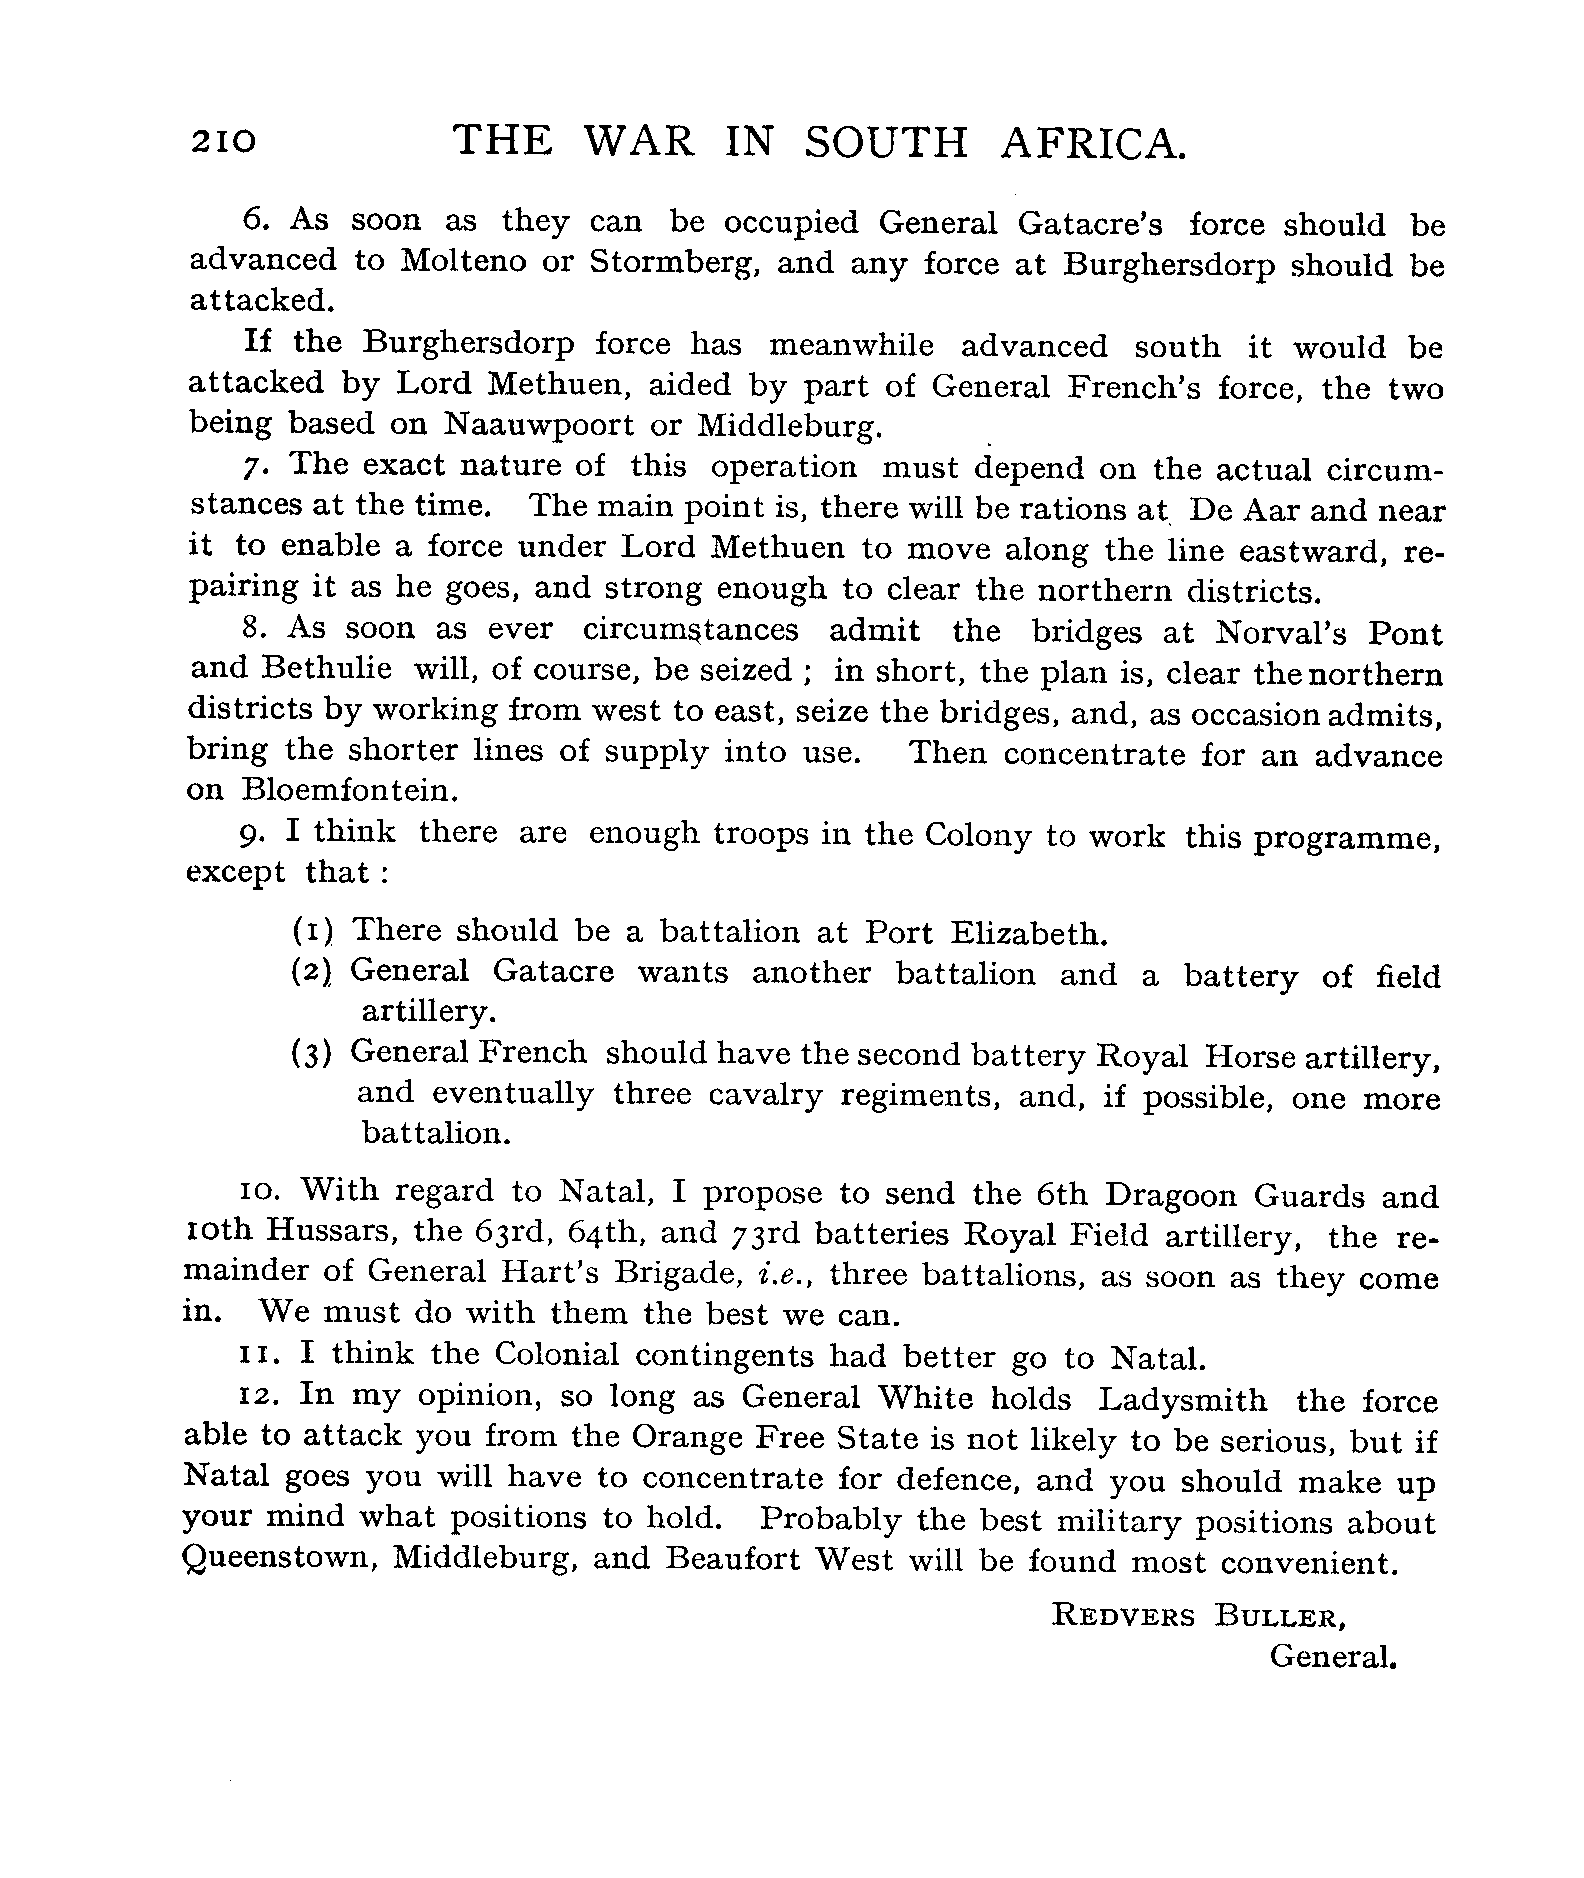 210 THE WAR IN SOUTH AFRICA.
6. As soon as they can be occupied General Gatacre's force should be
advanced to Molteno or Stormberg, and any force at Burghersdorp should be
attacked.
If the Burghersdorp force has meanwhile advanced south it would be
attacked by Lord Methuen, aided by part of General French's force, the two
being based on Naauwpoort or Middleburg.
7. The exact nature of this operation must depend on the actual circum-
stances at the time. The main point is, there will be rations at De Aar and near
it to enable a force under Lord Methuen to move along the line eastward, re-
pairing it as he goes, and strong enough to clear the northern districts.
8. As soon as ever circumstances admit the bridges at Norval's Pont
and Bethulie will, of course, be seized ; in short, the plan is, clear the northern
districts by working from west to east, seize the bridges, and, as occasion admits,
bring the shorter lines of supply into use. Then concentrate for an advance
on Bloemfontein.
9. I think there are enough troops in the Colony to work this programme,
except that :
(1) There should be a battalion at Port Elizabeth.
(2) General Gatacre wants another battalion and a battery of field
artillery.
(3) General French should have the second battery Royal Horse artillery,
and eventually three cavalry regiments, and, if possible, one more
battalion.
10. With regard to Natal, I propose to send the 6th Dragoon Guards and
10th Hussars, the 63rd, 64th, and 73rd batteries Royal Field artillery, the re-
mainder of General Hart's Brigade, i.e., three battalions, as soon as they come
in. We must do with them the best we can.
11. I think the Colonial contingents had better go to Natal.
12. In my opinion, so long as General White holds Ladysmith the force
able to attack you from the Orange Free State is not likely to be serious, but if
Natal goes you will have to concentrate for defence, and you should make up
your mind what positions to hold. Probably the best military positions about
Queenstown, Middleburg, and Beaufort West will be found most convenient.
REDVERS BULLER,
General.